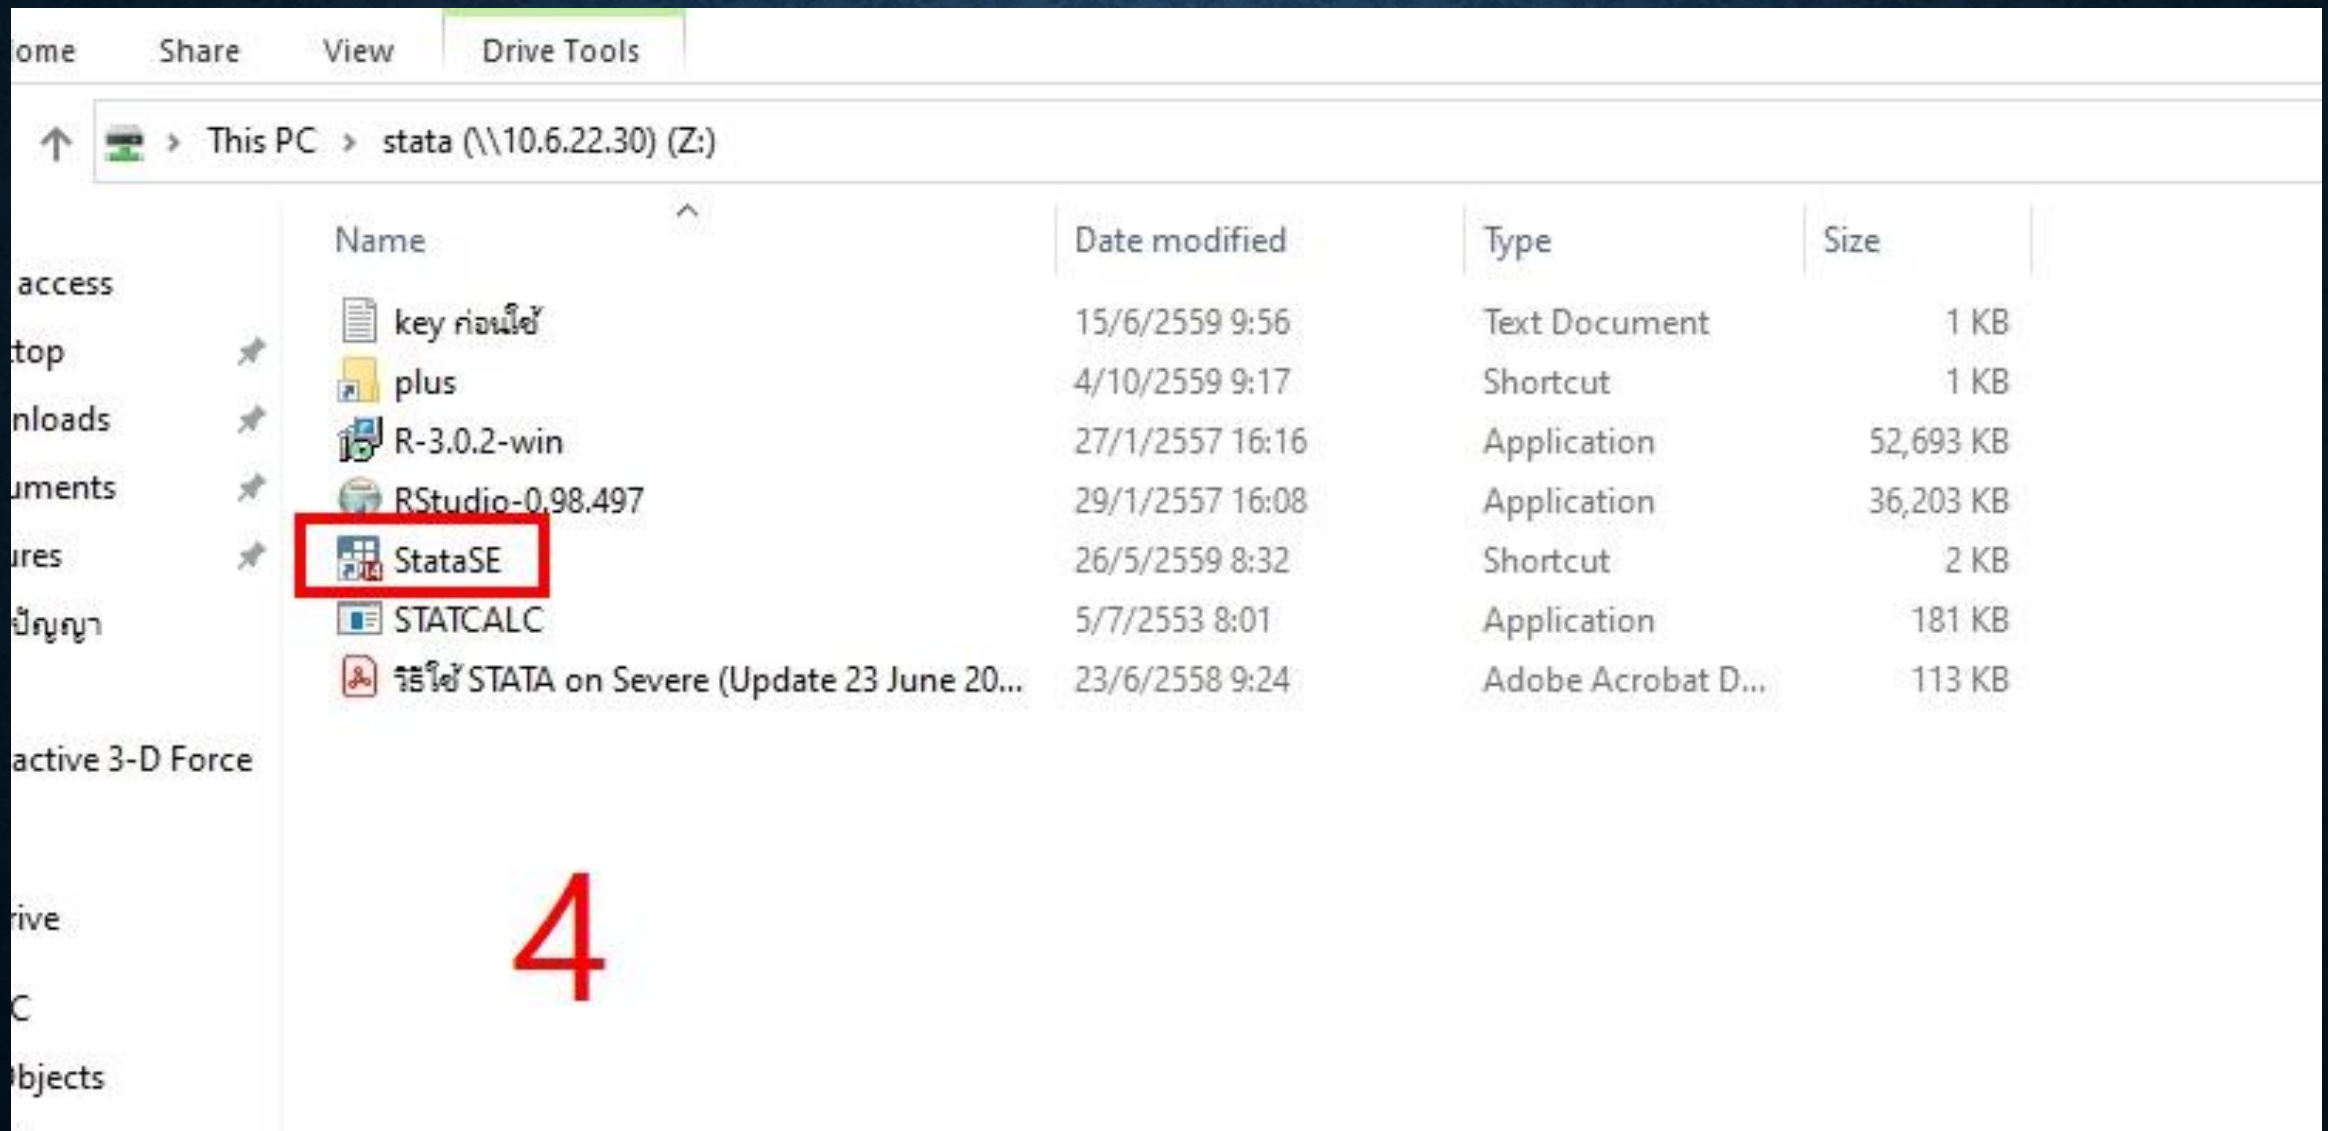 ome Share View Drive Tools
This PC > stata (\\10.6.22.30) (Z:)
Name Date modified Type Size
access
key ก่อนใช้ 15/6/2559 9:56 Text Document 1 KB
top
plus 4/10/2559 9:17 Shortcut 1 KB
nloads
R-3.0.2-win 27/1/2557 16:16 Application 52,693 KB
uments
RStudio-0.98.497 29/1/2557 16:08 Application 36,203 KB
ures
StataSE 26/5/2559 8:32 Shortcut 2 KB
ปัญญา
STATCALC 5/7/2553 8:01 Application 181 KB
วิธีใช้ STATA on Severe (Update 23 June 20... 23/6/2558 9:24 Adobe Acrobat D... 113 KB
active 3-D Force
rive
4
C
bjects